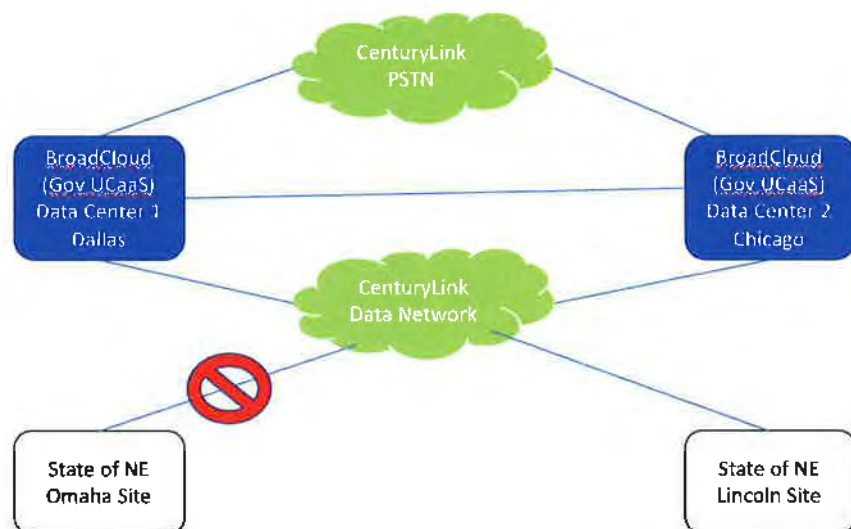 CenturyLink
PSTN
BroadCloud
(Gov UCaaS)
Data Center 1
Dallas
BroadCloud
(Gov UCaaS)
Data Center 2
Chicago
CenturyLink
Data Network
State of NE
Omaha Site
State of NE
Lincoln Site